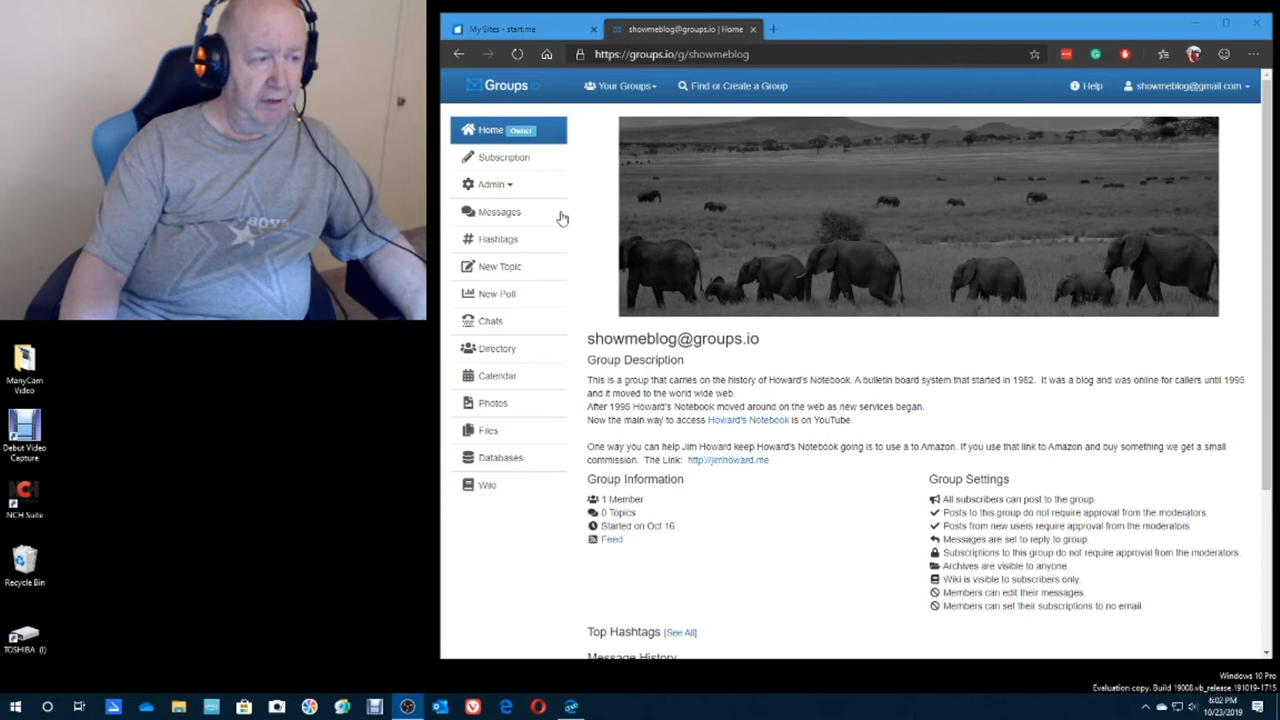 My Sites - start.me
showmeblog@groups.io | Home
https://groups.io/g/showmeblog
Groups.io
Your Groups
Find or Create a Group
Help
showmeblog@gmail.com
Home Owner
Subscription
Admin
Messages
Hashtags
New Topic
New Poll
Chats
Directory
Calendar
Photos
Files
Databases
Wiki
BOYS
showmeblog@groups.io
Group Description
This is a group that carries on the history of Howard's Notebook. A bulletin board system that started in 1982. It was a blog and was online for callers until 1995
and it moved to the world wide web.
After 1995 Howard's Notebook moved around on the web as new services began.
Now the main way to access Howard's Notebook is on YouTube.
One way you can help Jim Howard keep Howard's Notebook going is to use a to Amazon. If you use that link to Amazon and buy something we get a small
commission. The Link: http://jimhoward.me
Group Information
1 Member
0 Topics
Started on Oct 16
Feed
Group Settings
All subscribers can post to the group.
Posts to this group do not require approval from the moderators.
Posts from new users require approval from the moderators.
Messages are set to reply to group.
Subscriptions to this group do not require approval from the moderators.
Archives are visible to anyone.
Wiki is visible to subscribers only.
Members can edit their messages.
Members can set their subscriptions to no email.
Top Hashtags [See All]
Message History
ManyCam
Video
Debut Video
Capture
NCH
NCH Suite
Recycle Bin
TOSHIBA (I)
Windows 10 Pro
Evaluation copy. Build 19008.vb_release.191019-1715
6:02 PM
10/23/2019